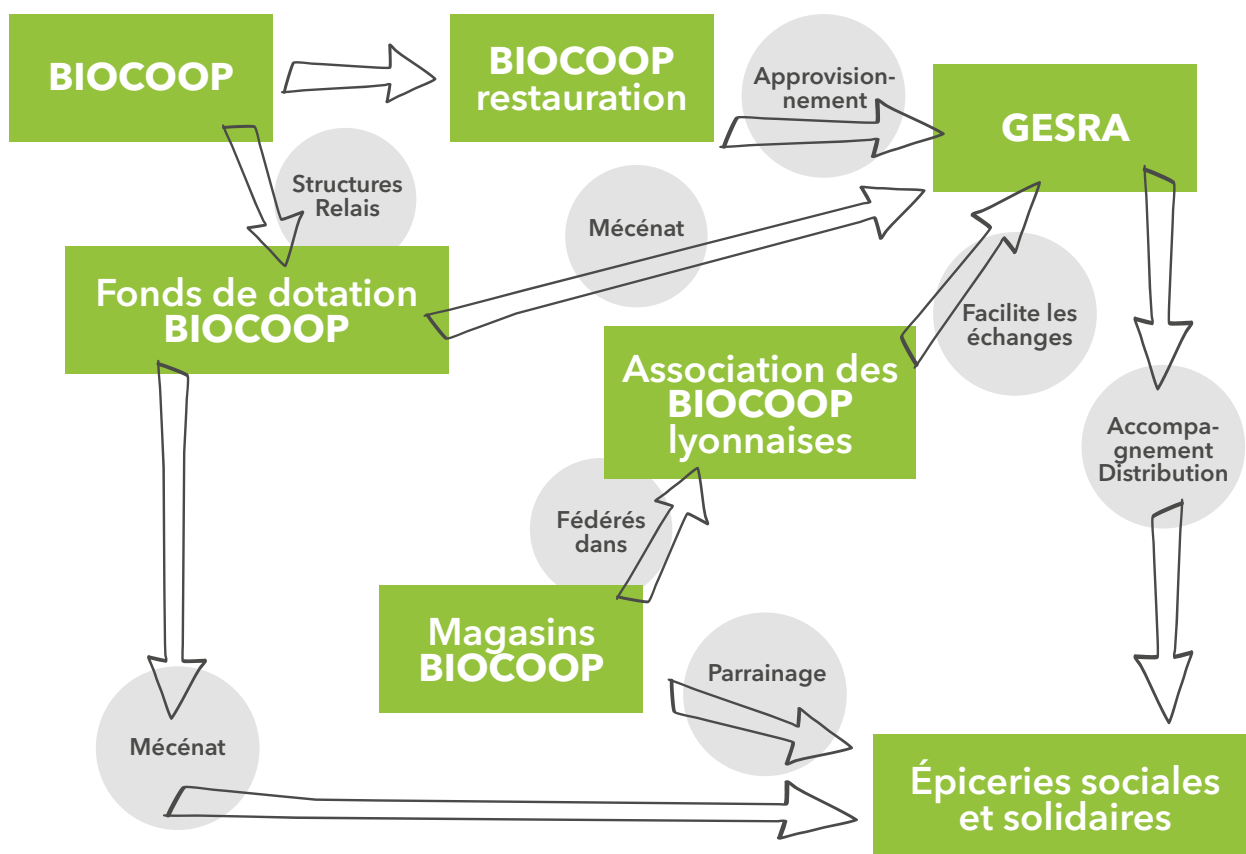 BIOCOOP
BIOCOOP
restauration
Approvision-
nement
GESRA
Structures
Relais
Mécénat
Fonds de dotation
BIOCOOP
Facilite les
échanges
Association des
BIOCOOP
lyonnaises
Accompa-
gnement
Distribution
Fédérés
dans
Magasins
BIOCOOP
Parrainage
Mécénat
Épiceries sociales
et solidaires